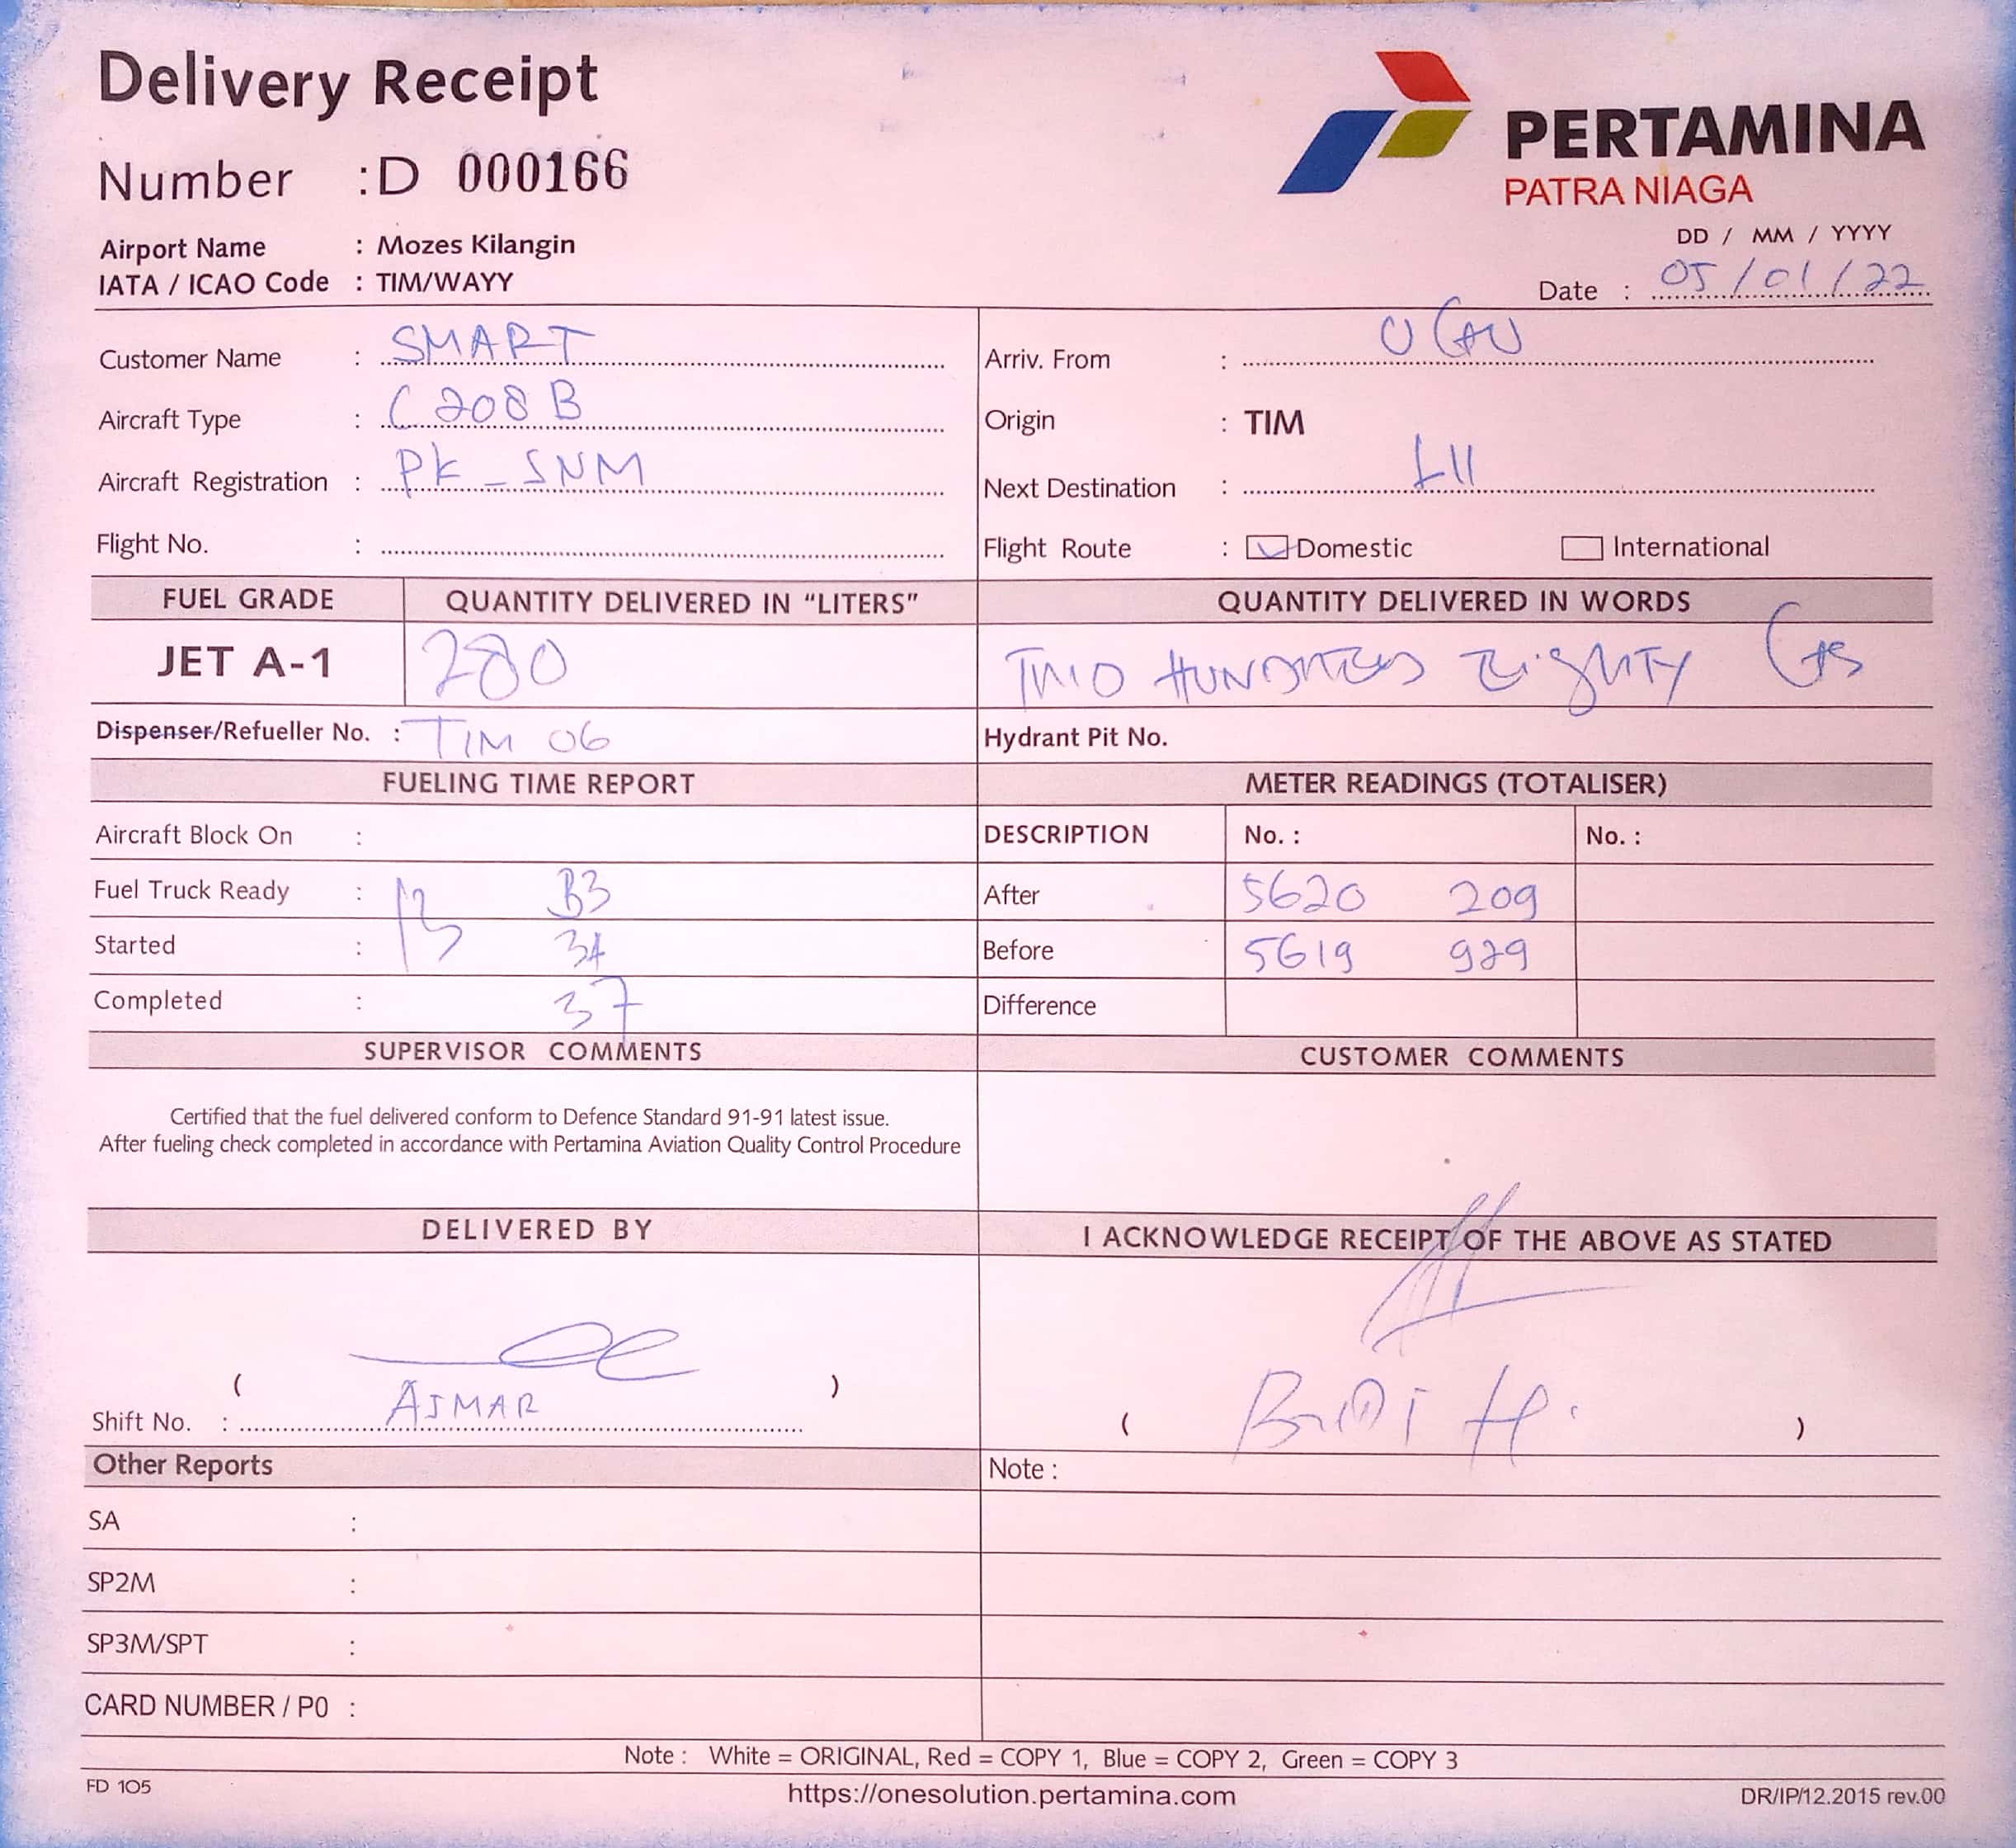 Delivery Receipt
Number : D 000166
PERTAMINA
PATRA NIAGA
Airport Name : Mozes Kilangin
IATA / ICAO Code : TIM/WAYY
DD / MM / YYYY
Date : 05/01/22
Customer Name : SMART
Arriv. From :
Aircraft Type : C208B
Origin : TIM
Aircraft Registration : PK-SNM
Next Destination :
Flight No. :
Flight Route : Domestic International
FUEL GRADE QUANTITY DELIVERED IN “LITERS” QUANTITY DELIVERED IN WORDS
JET A-1 280 TWO HUNDRED EIGHTY
Dispenser/Refueller No. : TIM 06
Hydrant Pit No.
FUELING TIME REPORT METER READINGS (TOTALISER)
Aircraft Block On :
DESCRIPTION No. : No. :
Fuel Truck Ready : 13 33
After 5620 209
Started : 34
Before 5619 929
Completed : 37
Difference
SUPERVISOR COMMENTS CUSTOMER COMMENTS
Certified that the fuel delivered conform to Defence Standard 91-91 latest issue.
After fueling check completed in accordance with Pertamina Aviation Quality Control Procedure
DELIVERED BY I ACKNOWLEDGE RECEIPT OF THE ABOVE AS STATED
( )
Shift No. : ASMAR
( BUDI H. )
Other Reports Note :
SA :
SP2M :
SP3M/SPT :
CARD NUMBER / P0 :
Note : White = ORIGINAL, Red = COPY 1, Blue = COPY 2, Green = COPY 3
FD 105 https://onesolution.pertamina.com DR/IP/12.2015 rev.00